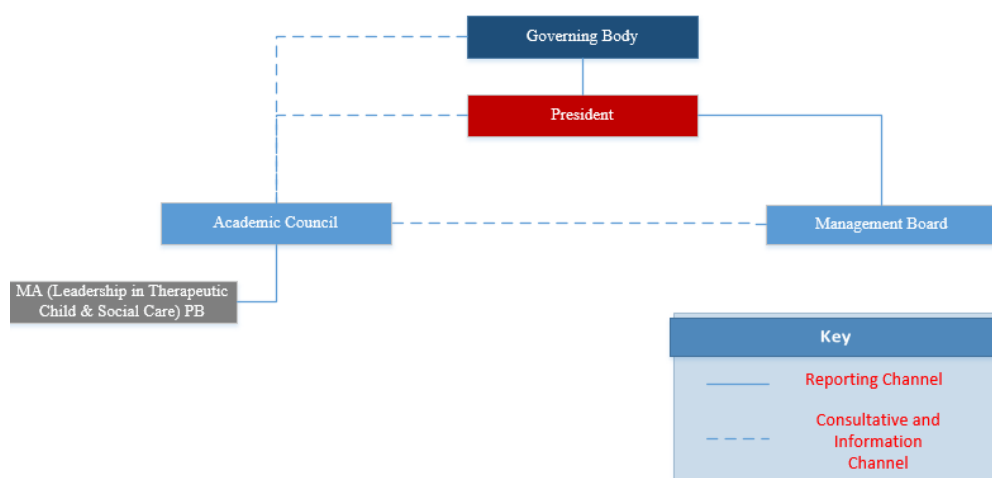 Governing Body
President
Academic Council
Management Board
MA (Leadership in Therapeutic
Child & Social Care) PB
Key
Reporting Channel
Consultative and
Information
Channel